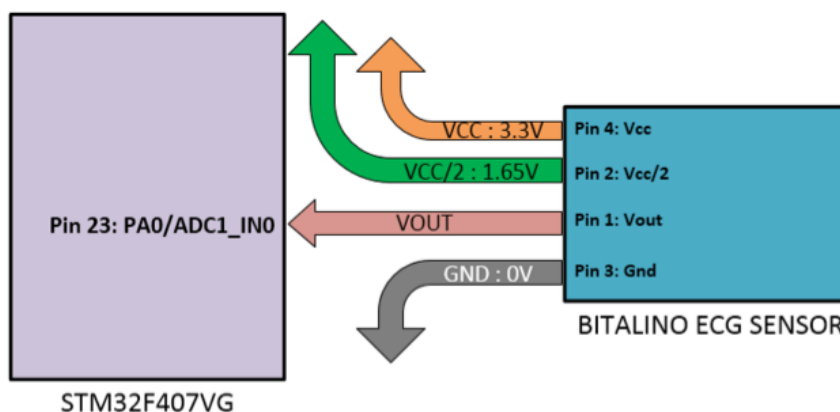 VCC : 3.3V
Pin 4: Vcc
VCC/2 : 1.65V
Pin 2: Vcc/2
Pin 23: PA0/ADC1_IN0
VOUT
Pin 1: Vout
GND : 0V
Pin 3: Gnd
BITALINO ECG SENSOR
STM32F407VG